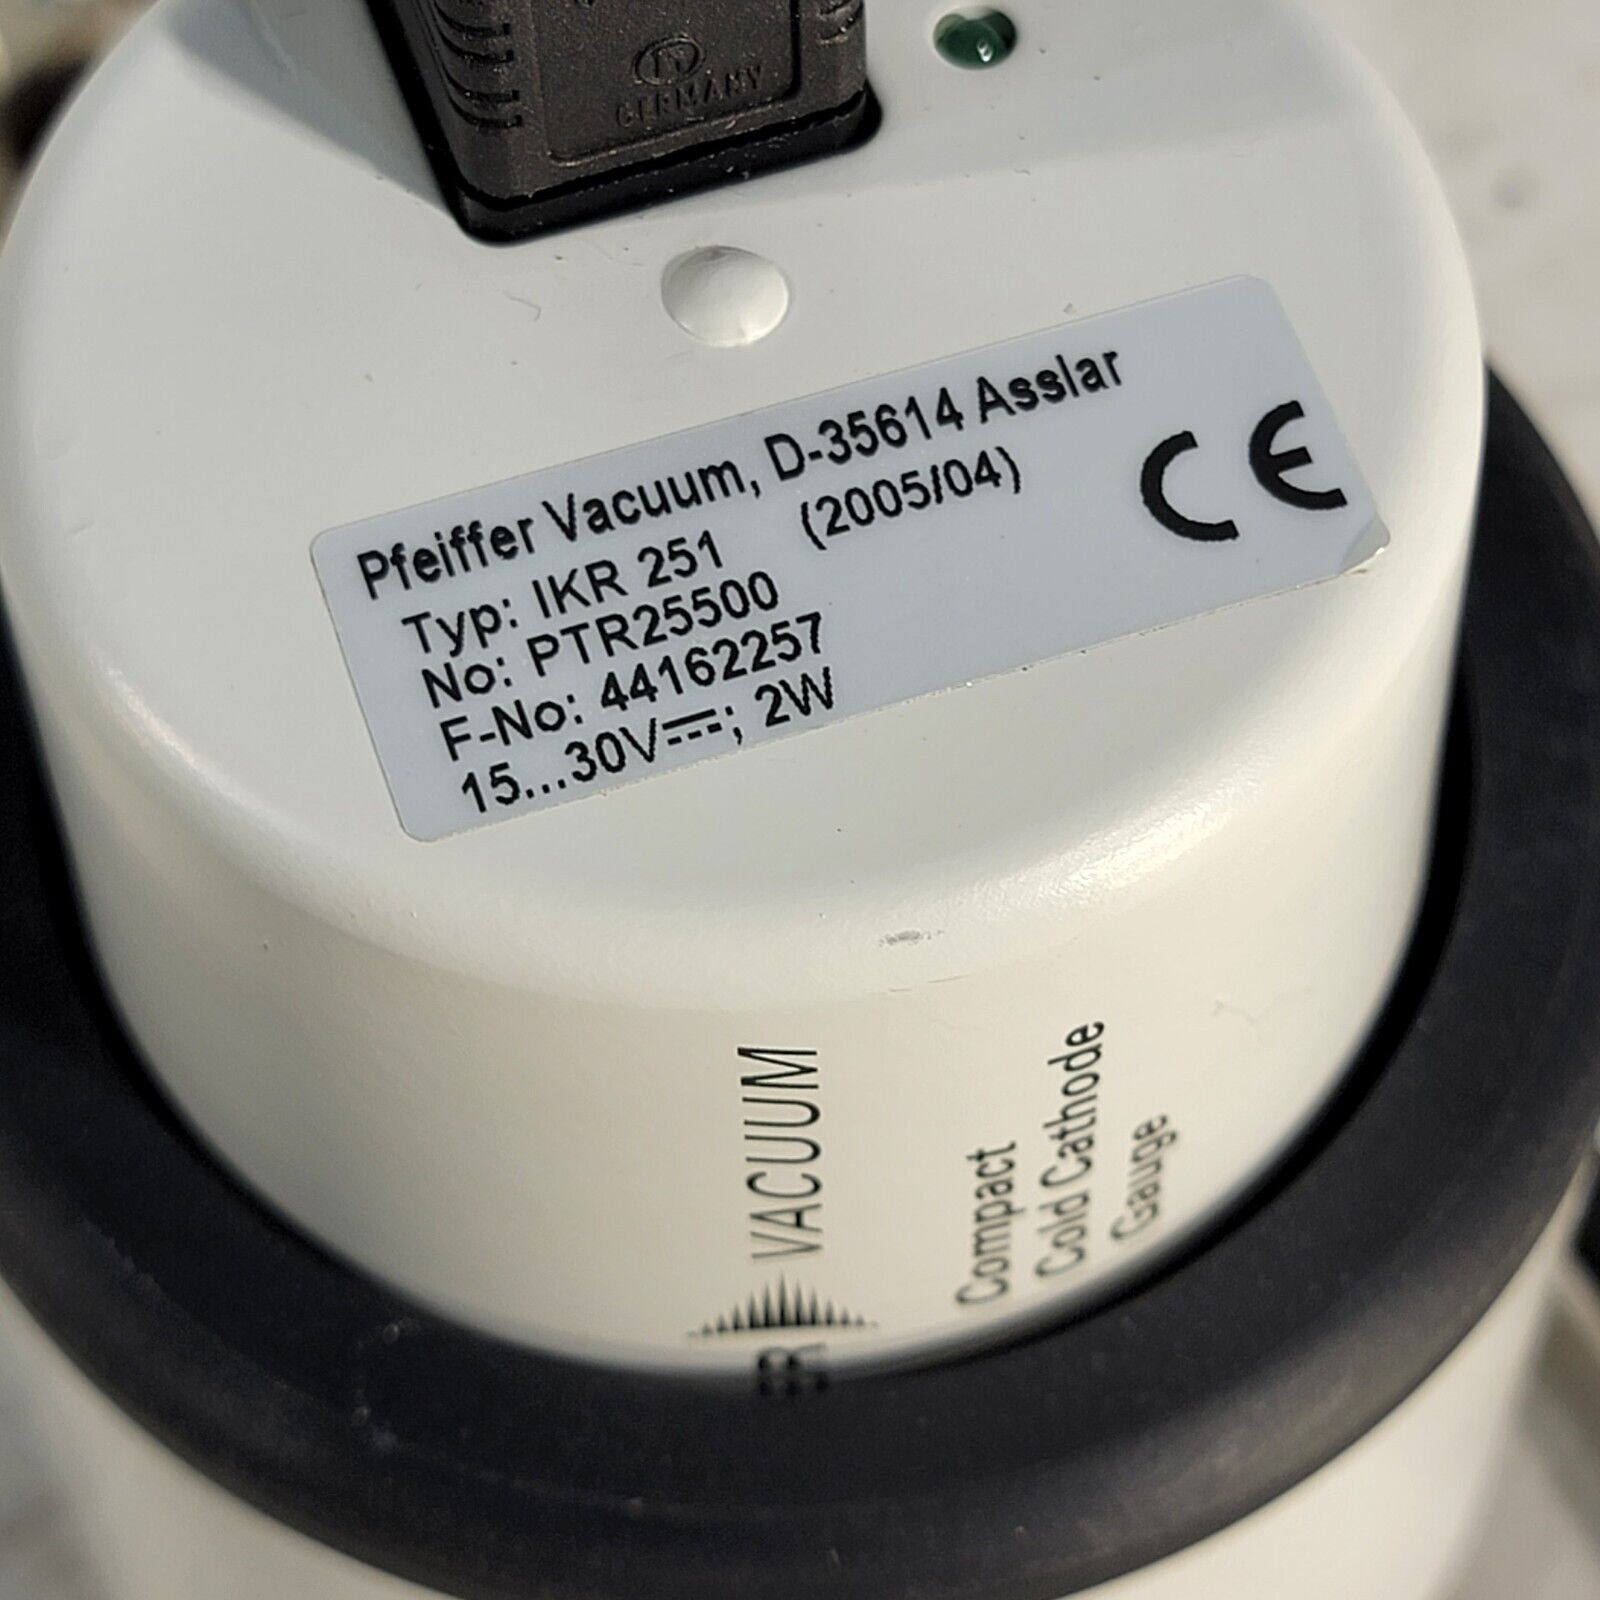 GERMANY
Pfeiffer Vacuum, D-35614 Asslar
Typ: IKR 251 (2005/04)
No: PTR25500
F-No: 44162257
15...30V⎓; 2W
CE
VACUUM
Compact
Cold Cathode
Gauge